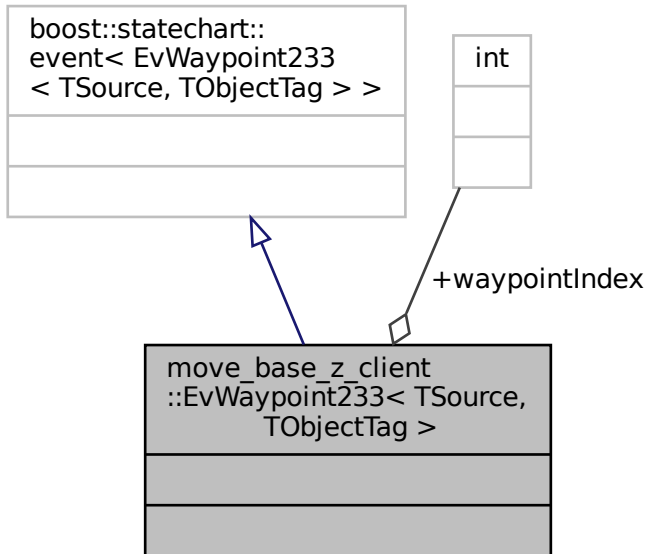 boost::statechart::
event< EvWaypoint233
< TSource, TObjectTag > >
int
+waypointIndex
move_base_z_client
::EvWaypoint233< TSource,
TObjectTag >